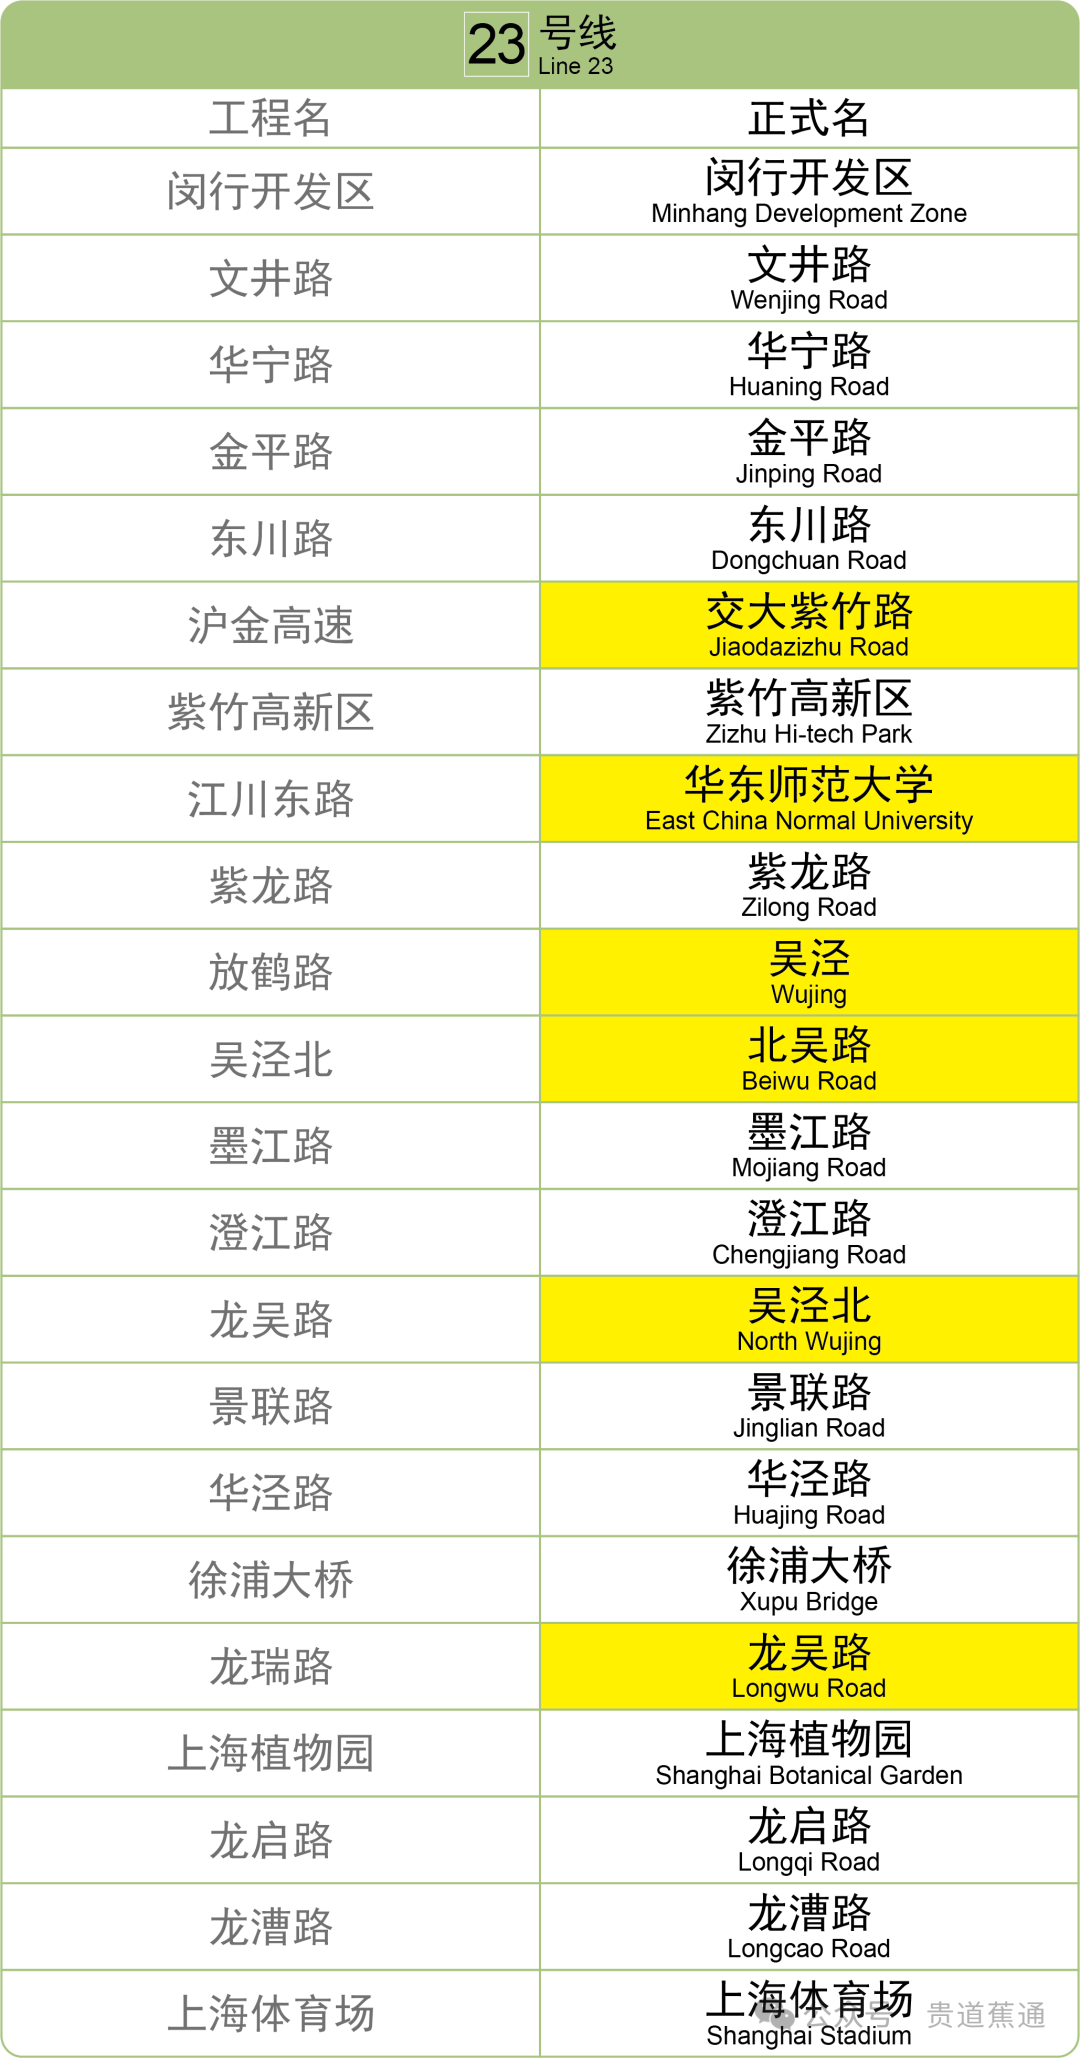 23 号线
Line 23
工程名 正式名
闵行开发区 闵行开发区
Minhang Development Zone
文井路 文井路
Wenjing Road
华宁路 华宁路
Huaning Road
金平路 金平路
Jinping Road
东川路 东川路
Dongchuan Road
沪金高速 交大紫竹路
Jiaodazizhu Road
紫竹高新区 紫竹高新区
Zizhu Hi-tech Park
江川东路 华东师范大学
East China Normal University
紫龙路 紫龙路
Zilong Road
放鹤路 吴泾
Wujing
吴泾北 北吴路
Beiwu Road
墨江路 墨江路
Mojiang Road
澄江路 澄江路
Chengjiang Road
龙吴路 吴泾北
North Wujing
景联路 景联路
Jinglian Road
华泾路 华泾路
Huajing Road
徐浦大桥 徐浦大桥
Xupu Bridge
龙瑞路 龙吴路
Longwu Road
上海植物园 上海植物园
Shanghai Botanical Garden
龙启路 龙启路
Longqi Road
龙漕路 龙漕路
Longcao Road
上海体育场 上海体育场
Shanghai Stadium
公众号 贵道蕉通